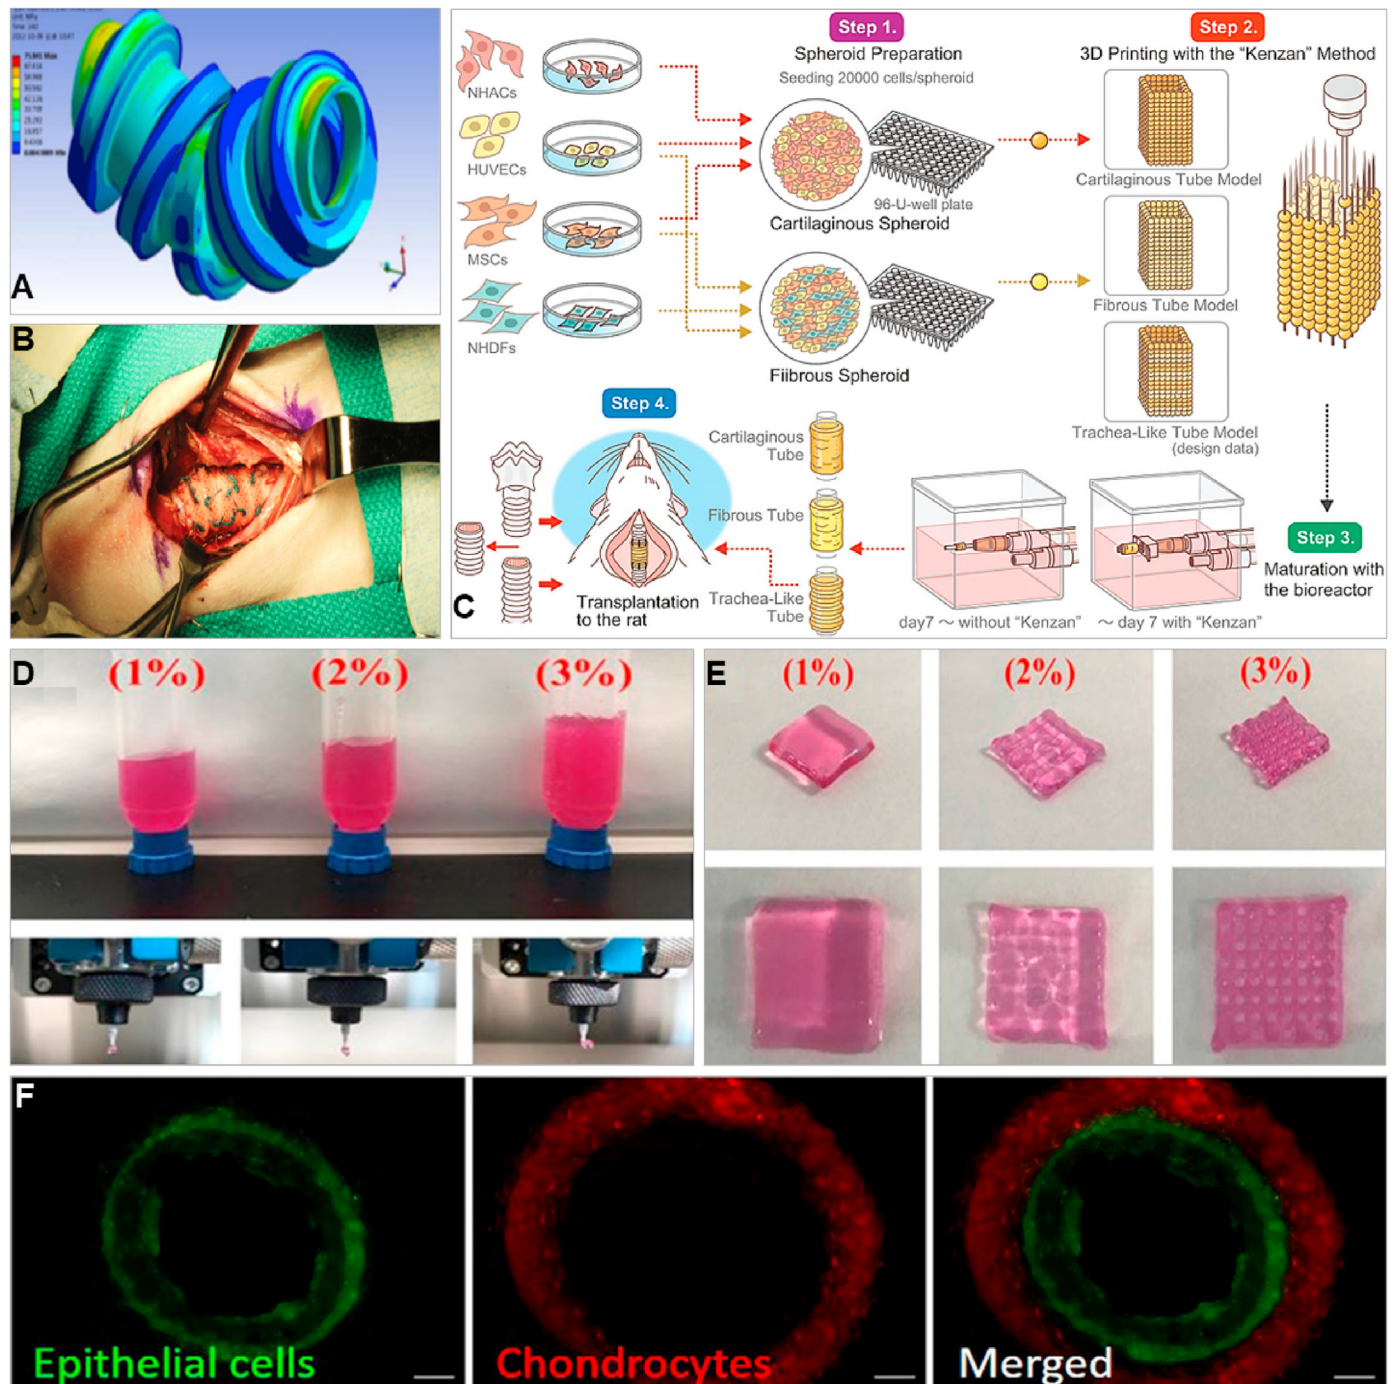 A
B
Step 1.
Spheroid Preparation
Seeding 20000 cells/spheroid
Step 2.
3D Printing with the “Kenzan” Method
NHACs
HUVECs
MSCs
NHDFs
96-U-well plate
Cartilaginous Spheroid
Fiibrous Spheroid
Cartilaginous Tube Model
Fibrous Tube Model
Trachea-Like Tube Model
(design data)
Step 3.
Maturation with
the bioreactor
day7 ～ without “Kenzan”
～ day 7 with “Kenzan”
Step 4.
Cartilaginous
Tube
Fibrous Tube
Trachea-Like
Tube
Transplantation
to the rat
C
D
(1%)
(2%)
(3%)
E
(1%)
(2%)
(3%)
F
Epithelial cells
Chondrocytes
Merged